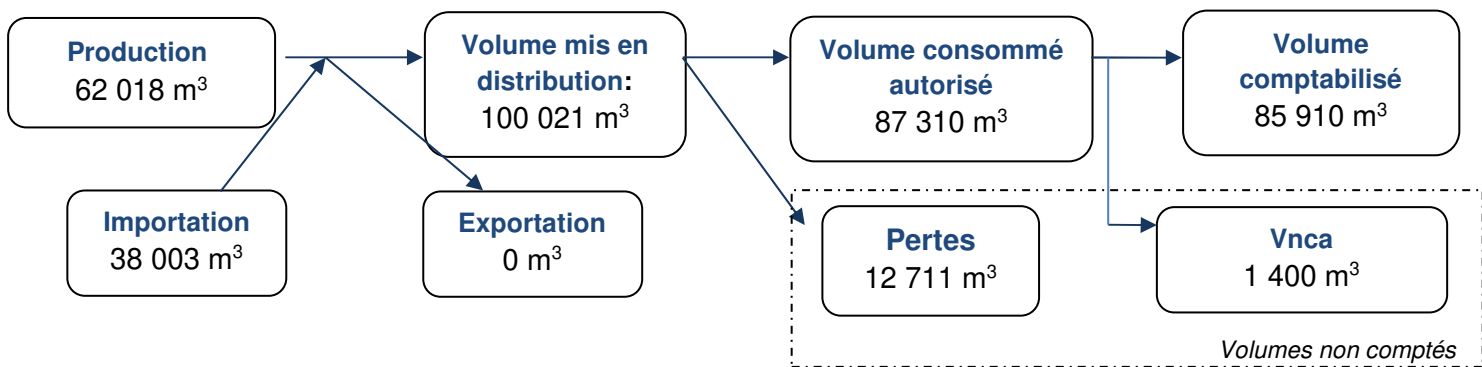 Production
62 018 m³
Volume mis en
distribution:
100 021 m³
Volume consommé
autorisé
87 310 m³
Volume
comptabilisé
85 910 m³
Importation
38 003 m³
Exportation
0 m³
Pertes
12 711 m³
Vnca
1 400 m³
Volumes non comptés